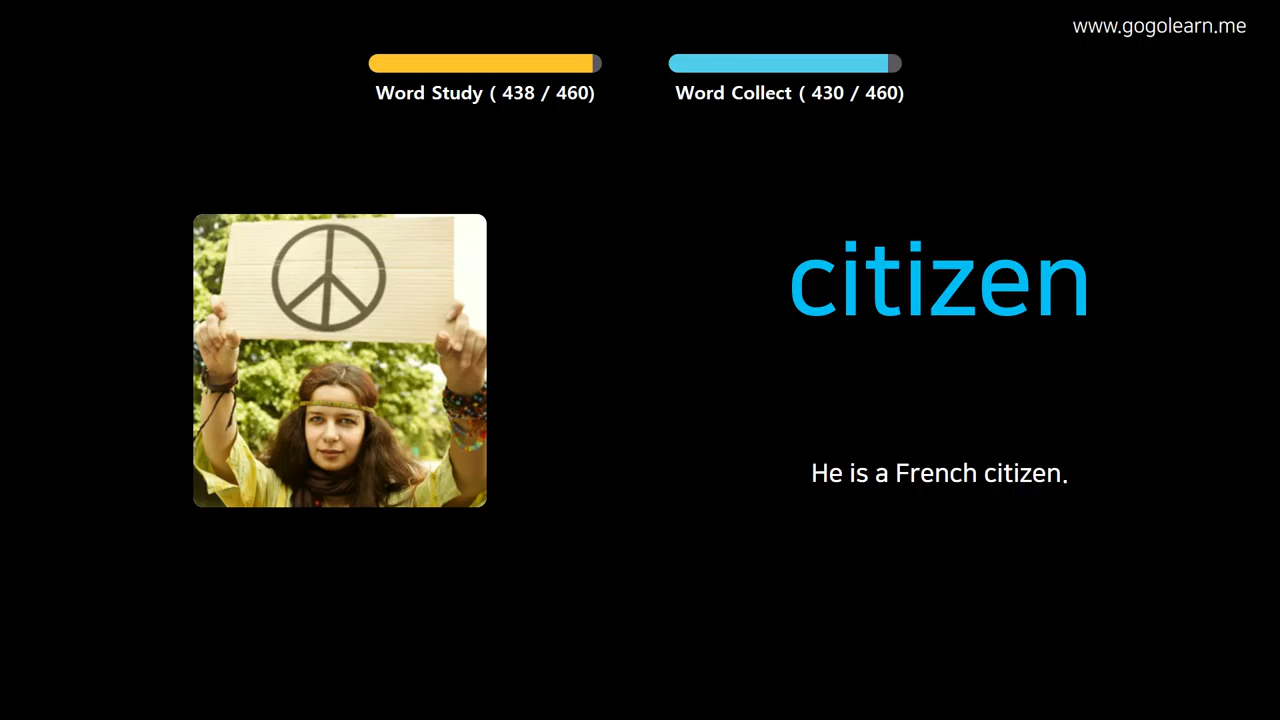 www.gogolearn.me
Word Study ( 438 / 460)
Word Collect ( 430 / 460)
citizen
He is a French citizen.